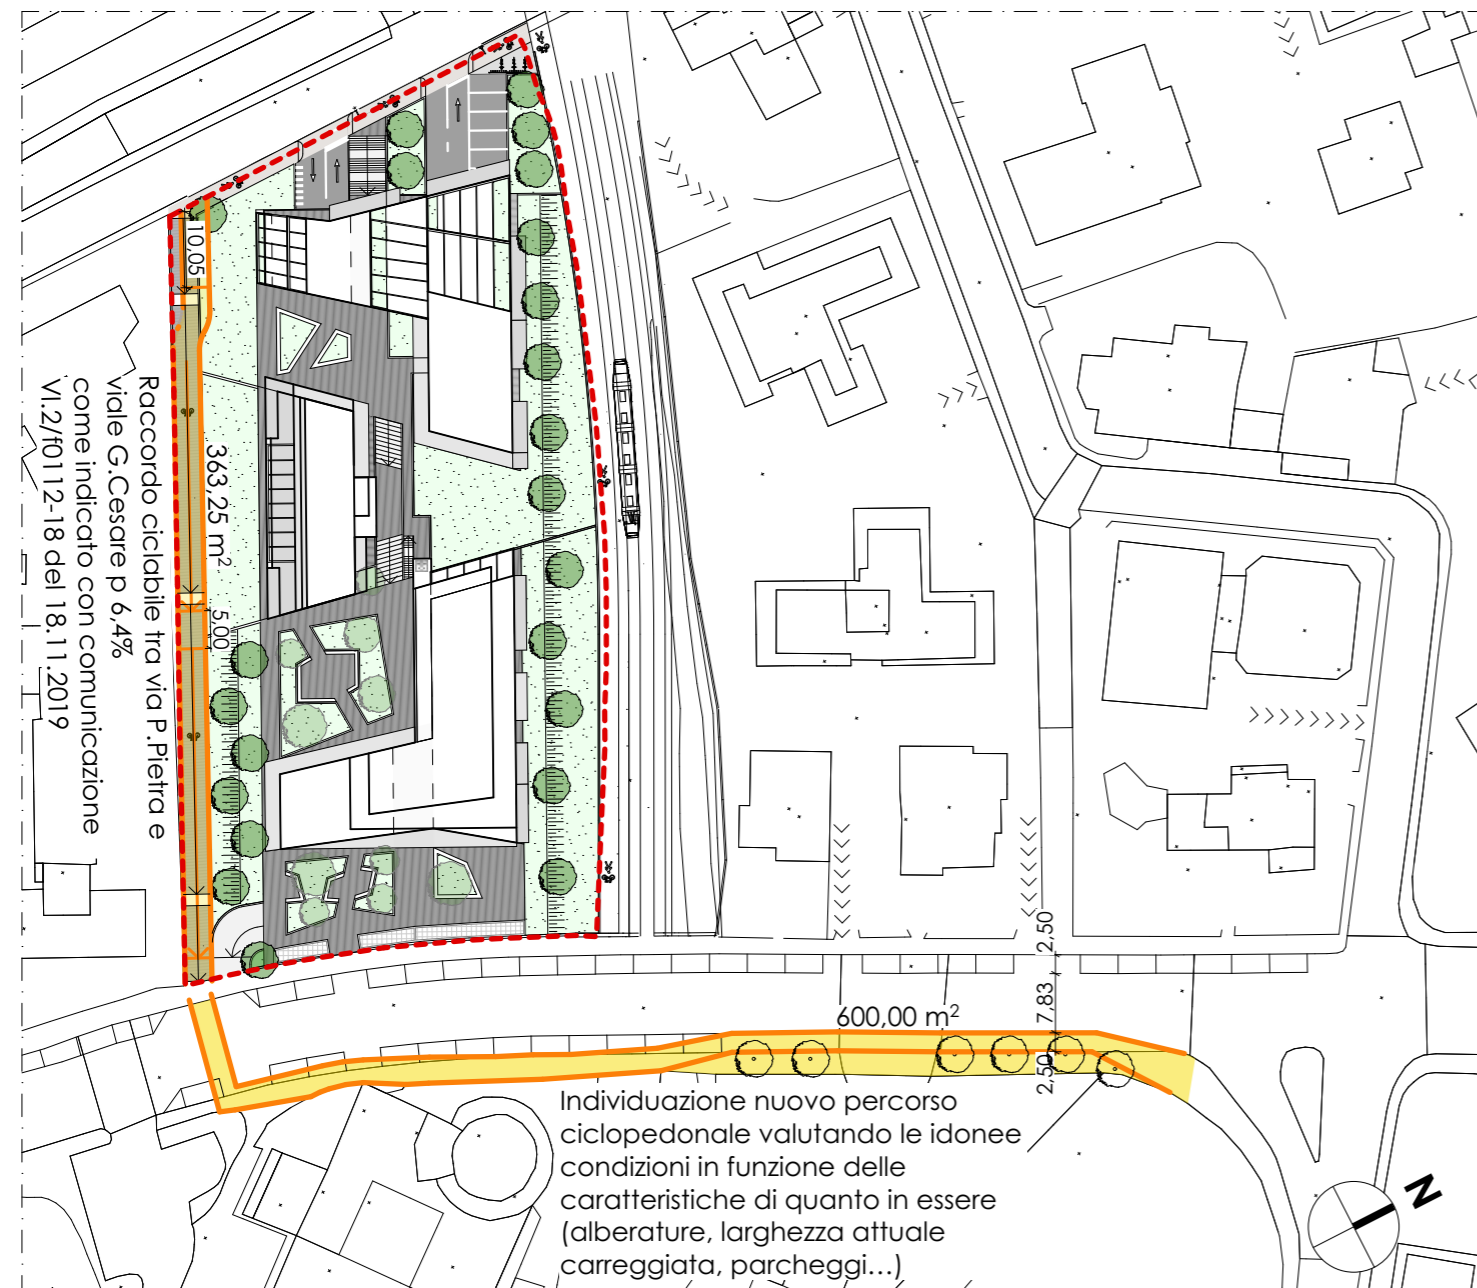 10,05
Raccordo ciclabile tra via P.Pietra e
viale G.Cesare p 6,4%
come indicato con comunicazione
VI.2/f0112-18 del 18.11.2019
363,25 m²
5,00
2,50
7,83
600,00 m²
2,50
Individuazione nuovo percorso
ciclopedonale valutando le idonee
condizioni in funzione delle
caratteristiche di quanto in essere
(alberature, larghezza attuale
carreggiata, parcheggi...)
N